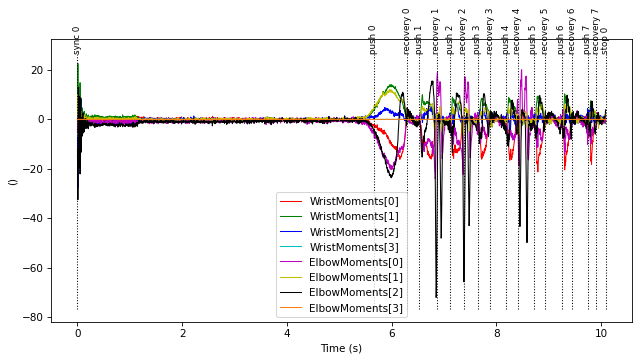 sync 0
push 0
recovery 0
push 1
recovery 1
push 2
recovery 2
push 3
recovery 3
push 4
recovery 4
push 5
recovery 5
push 6
recovery 6
push 7
recovery 7
stop 0
20
0
−20
−40
−60
−80
()
WristMoments[0]
WristMoments[1]
WristMoments[2]
WristMoments[3]
ElbowMoments[0]
ElbowMoments[1]
ElbowMoments[2]
ElbowMoments[3]
0
2
4
6
8
10
Time (s)